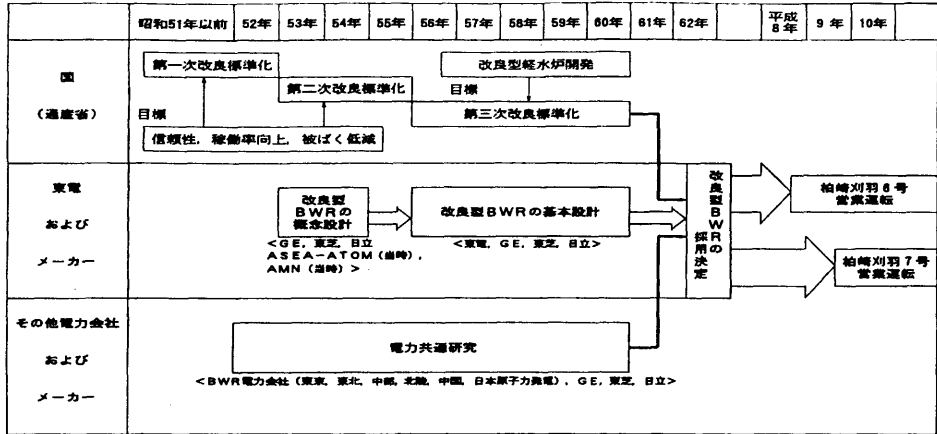 昭和51年以前 52年 53年 54年 55年 56年 57年 58年 59年 60年 61年 62年 平成8年 9年 10年
国
(通産省)
第一次改良標準化
第二次改良標準化
改良型軽水炉開発
目標
第三次改良標準化
目標
信頼性, 稼働率向上, 被ばく低減
東電
および
メーカー
改良型
BWRの
概念設計
<GE, 東芝, 日立
ASEA-ATOM(当時),
AMN(当時)>
改良型BWRの基本設計
<東電, GE, 東芝, 日立>
改良型BWRの
採用決定
柏崎刈羽6号
営業運転
柏崎刈羽7号
営業運転
その他電力会社
および
メーカー
電力共通研究
<BWR電力会社(東京, 東北, 中部, 北陸, 中国, 日本原子力発電), GE, 東芝, 日立>